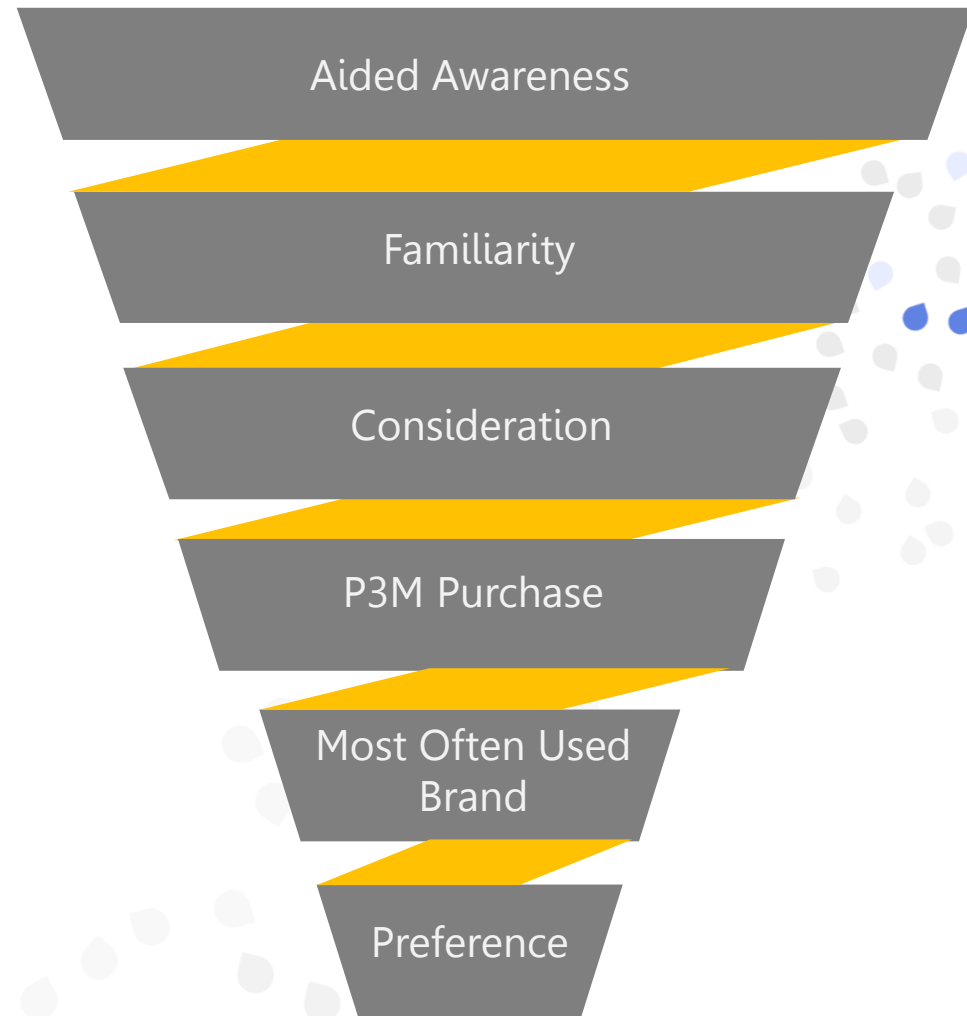 Aided Awareness
Familiarity
Consideration
P3M Purchase
Most Often Used
Brand
Preference